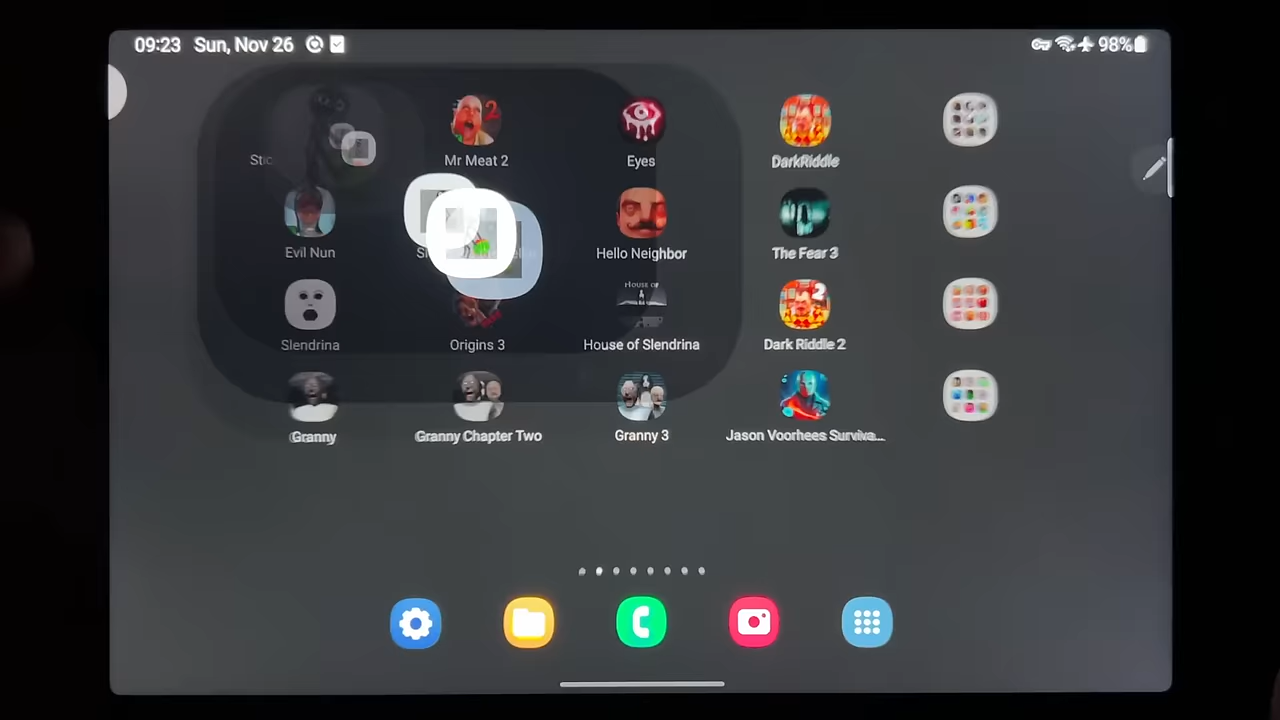 09:23 Sun, Nov 26 98%
Mr Meat 2 Eyes DarkRiddle
Evil Nun Hello Neighbor The Fear 3
Slendrina Origins 3 House of Slendrina Dark Riddle 2
Granny Granny Chapter Two Granny 3 Jason Voorhees Surviva...